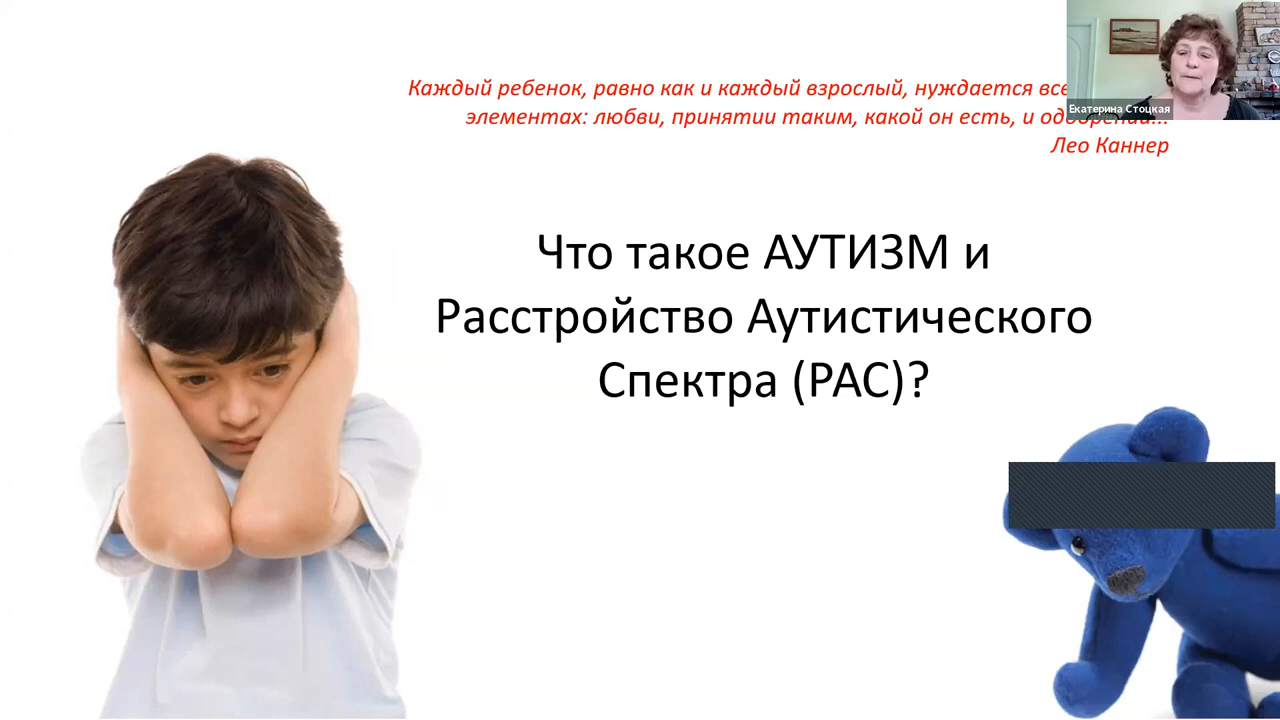 Каждый ребенок, равно как и каждый взрослый, нуждается
элементах: любви, принятии таким, какой он есть, и
Лео Каннер
Екатерина Стоцкая
Что такое АУТИЗМ и
Расстройство Аутистического
Спектра (РАС)?